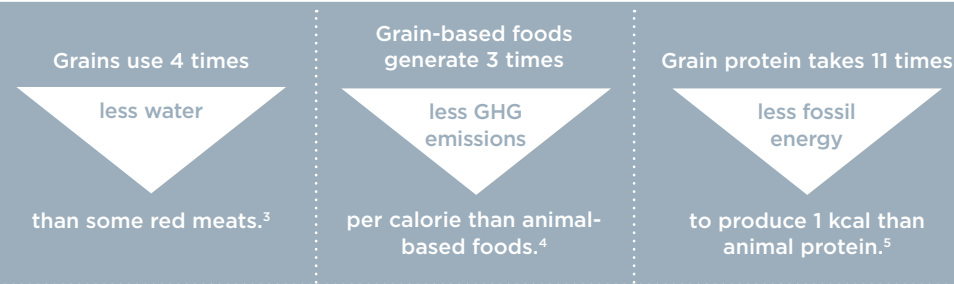 Grains use 4 times
less water
than some red meats.³
Grain-based foods
generate 3 times
less GHG
emissions
per calorie than animal-
based foods.⁴
Grain protein takes 11 times
less fossil
energy
to produce 1 kcal than
animal protein.⁵